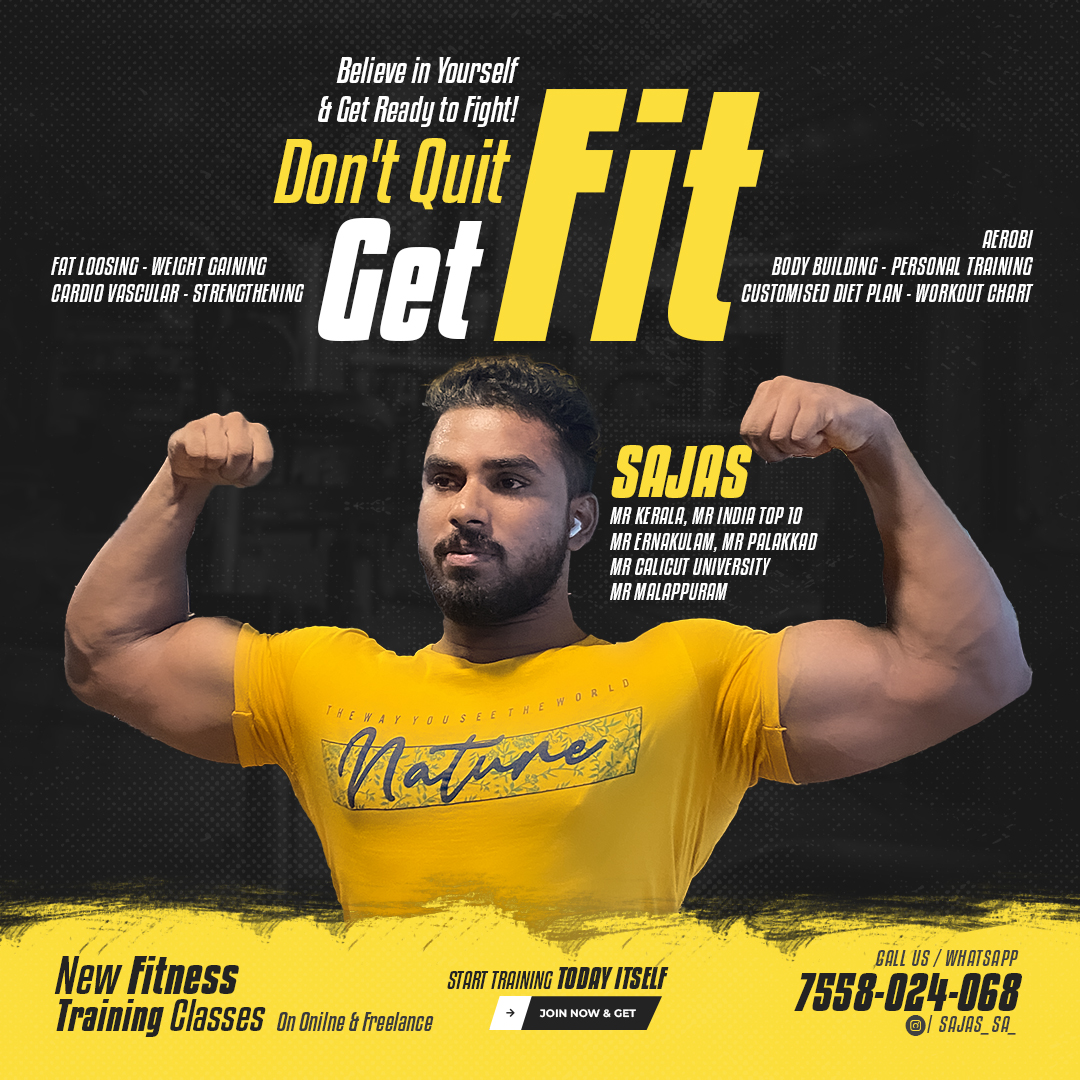 Believe in Yourself
& Get Ready to Fight!
Don't Quit
Get Fit
FAT LOOSING - WEIGHT GAINING
CARDIO VASCULAR - STRENGTHENING
AEROBI
BODY BUILDING - PERSONAL TRAINING
CUSTOMISED DIET PLAN - WORKOUT CHART
SAJAS
MR KERALA, MR INDIA TOP 10
MR ERNAKULAM, MR PALAKKAD
MR CALICUT UNIVERSITY
MR MALAPPURAM
THE WAY YOU SEE THE WORLD
Nature
New Fitness
Training Classes On Onilne & Freelance
START TRAINING TODAY ITSELF
JOIN NOW & GET
CALL US / WHATSAPP
7558-024-068
| SAJAS_SA_